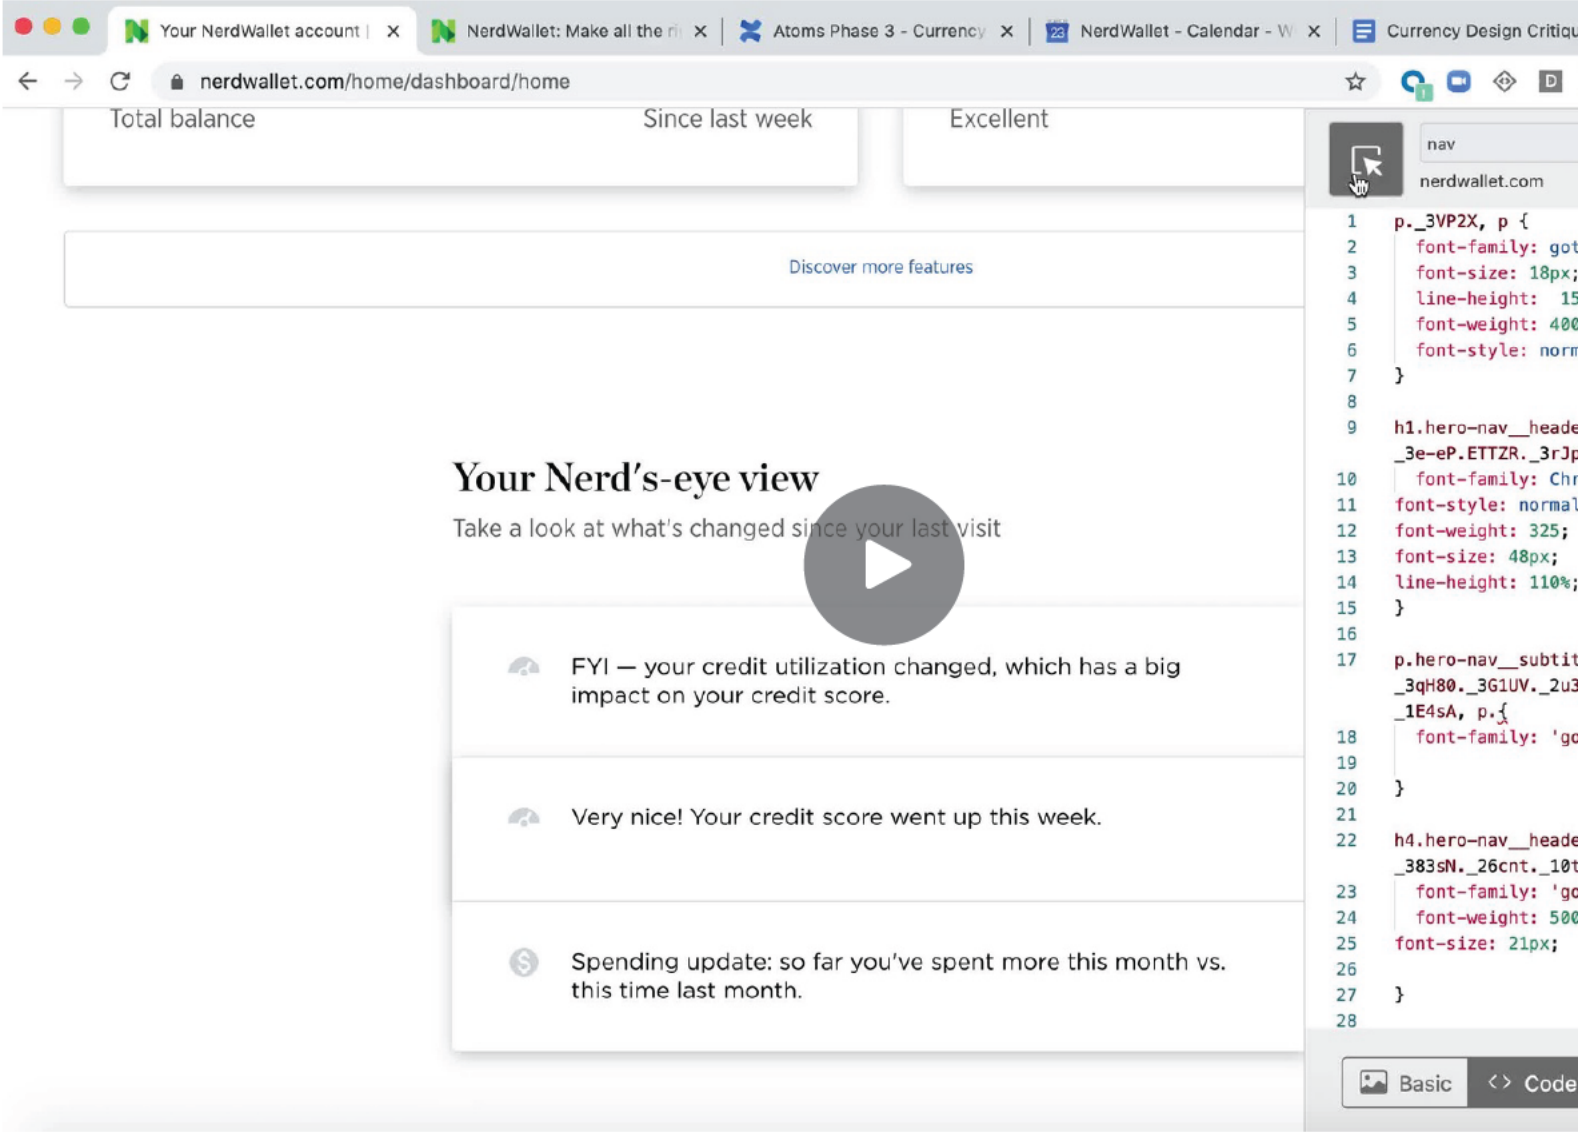 Your NerdWallet account
NerdWallet: Make all the ri
Atoms Phase 3 - Currency
23
NerdWallet - Calendar - W
Currency Design Critiqu
nerdwallet.com/home/dashboard/home
D
Total balance
Since last week
Excellent
Discover more features
Your Nerd's-eye view
Take a look at what's changed since your last visit
FYI — your credit utilization changed, which has a big
impact on your credit score.
Very nice! Your credit score went up this week.
$
Spending update: so far you've spent more this month vs.
this time last month.
nav
nerdwallet.com
1 p._3VP2X, p {
2 font-family: got
3 font-size: 18px;
4 line-height: 15
5 font-weight: 400
6 font-style: norm
7 }
8
9 h1.hero-nav__heade
_3e-eP.ETTZR._3rJp
10 font-family: Chr
11 font-style: normal
12 font-weight: 325;
13 font-size: 48px;
14 line-height: 110%;
15 }
16
17 p.hero-nav__subtit
_3qH80._3G1UV._2u3
_1E4sA, p.{
18 font-family: 'go
19
20 }
21
22 h4.hero-nav__heade
_383sN._26cnt._10t
23 font-family: 'go
24 font-weight: 500
25 font-size: 21px;
26
27 }
28
Basic
<> Code